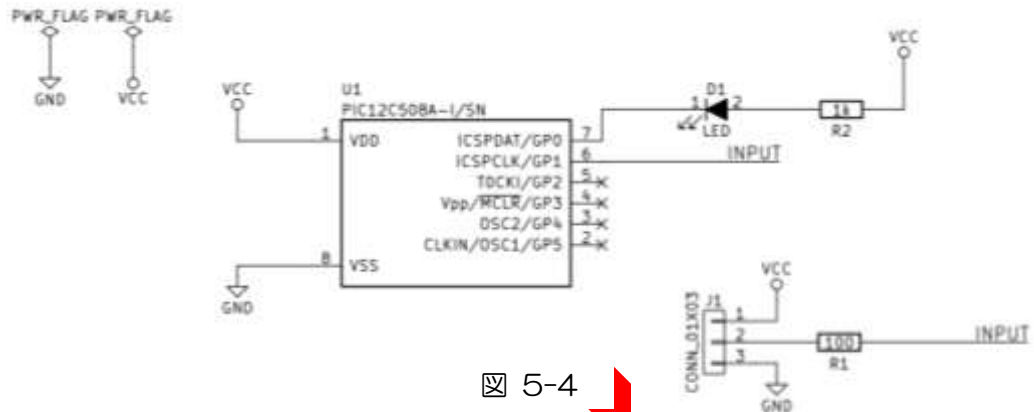 PWR_FLAG PWR_FLAG
GND
VCC
VCC
U1
PIC12C508A-I/SN
1
VDD
8
VSS
GND
ICSPDAT/GP0
7
ICSPCLK/GP1
6
T0CKI/GP2
5
Vpp/MCLR/GP3
4
OSC2/GP4
3
CLKIN/OSC1/GP5
2
D1
1
2
LED
1k
R2
VCC
INPUT
VCC
J1
CONN_01X03
1
2
3
100
R1
INPUT
GND
図 5-4